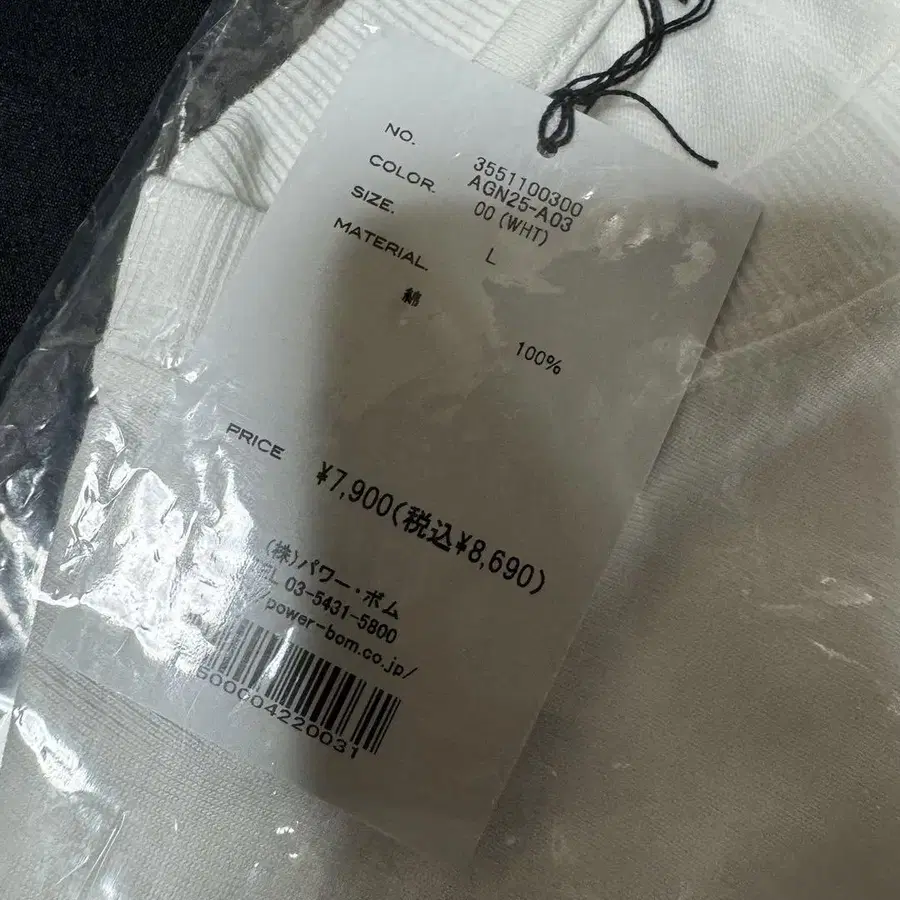 NO. 3551100300
AGN25-A03
COLOR. 00 (WHT)
SIZE. L
MATERIAL.
綿 100%
PRICE
¥7,900(税込¥8,690)
(株)パワー・ボム
03-5431-5800
/power-bom.co.jp/
500004220031